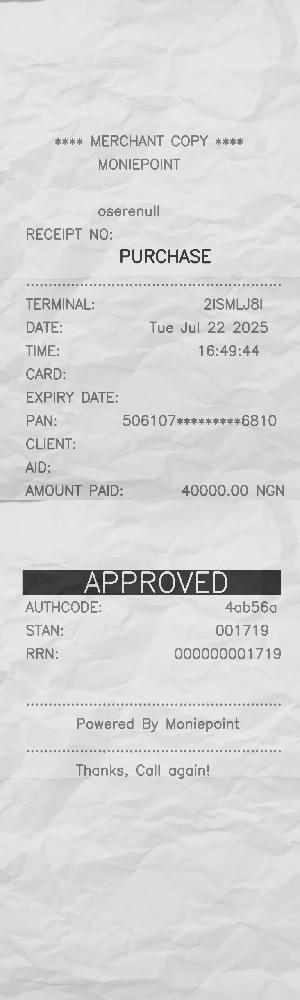 **** MERCHANT COPY ****
MONIEPOINT
oserenull
RECEIPT NO:
PURCHASE
TERMINAL: 2ISMLJ8I
DATE: Tue Jul 22 2025
TIME: 16:49:44
CARD:
EXPIRY DATE:
PAN: 506107*********6810
CLIENT:
AID:
AMOUNT PAID: 40000.00 NGN
APPROVED
AUTHCODE: 4ab56a
STAN: 001719
RRN: 000000001719
Powered By Moniepoint
Thanks, Call again!